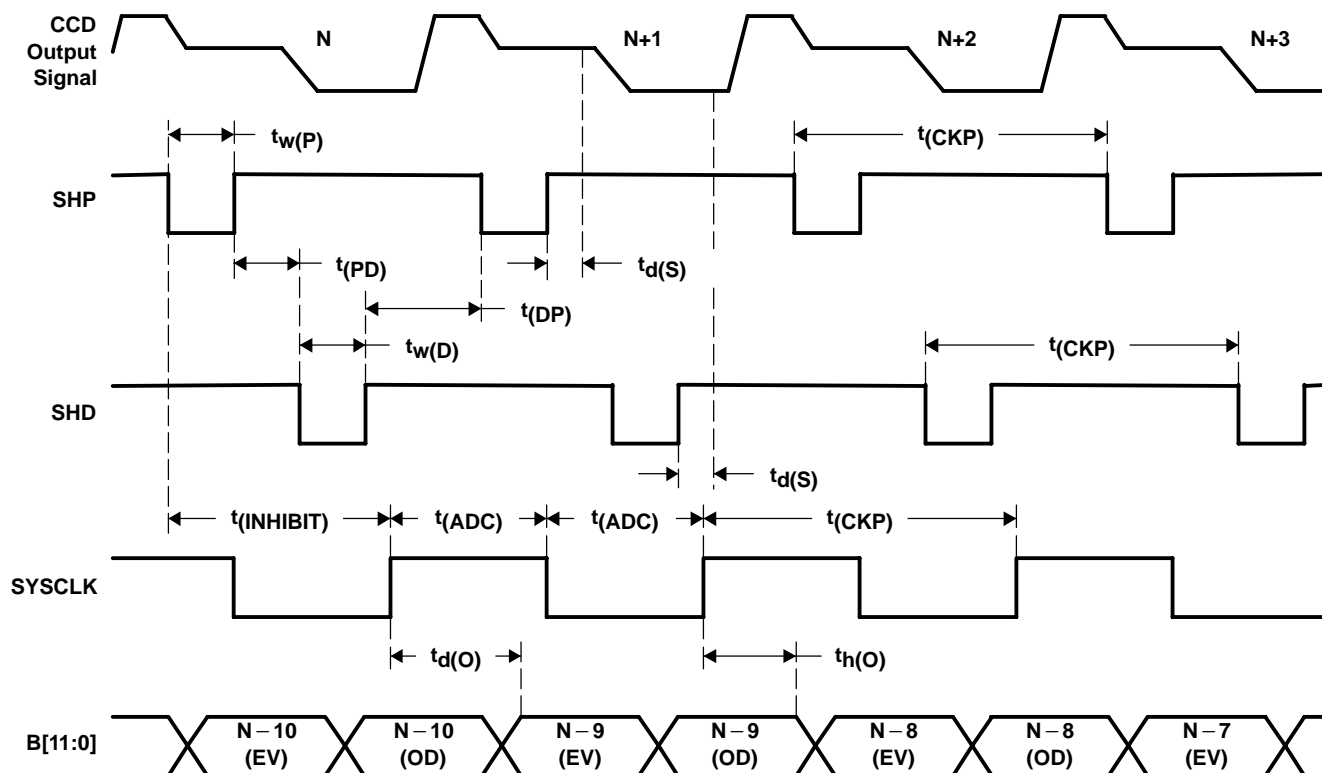 CCD
Output
Signal
N
N+1
N+2
N+3
tw(P)
t(CKP)
SHP
t(PD)
td(S)
t(DP)
tw(D)
t(CKP)
SHD
td(S)
t(INHIBIT)
t(ADC)
t(ADC)
t(CKP)
SYSCLK
td(O)
th(O)
B[11:0]
N–10
(EV)
N–10
(OD)
N–9
(EV)
N–9
(OD)
N–8
(EV)
N–8
(OD)
N–7
(EV)